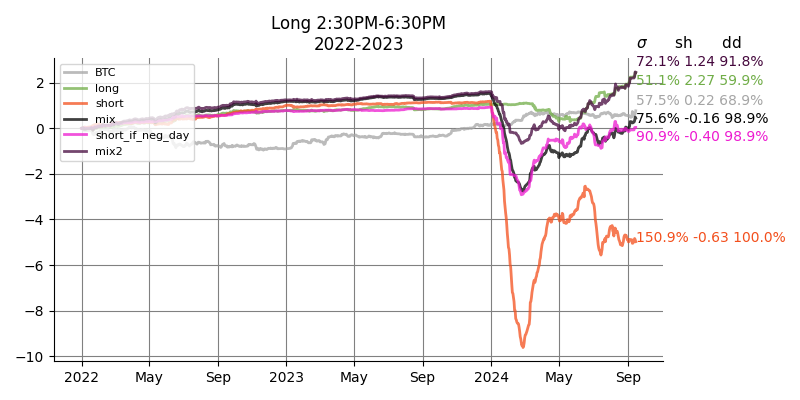 Long 2:30PM-6:30PM
2022-2023
σ sh dd
72.1% 1.24 91.8%
51.1% 2.27 59.9%
57.5% 0.22 68.9%
75.6% -0.16 98.9%
90.9% -0.40 98.9%
150.9% -0.63 100.0%
BTC
long
short
mix
short_if_neg_day
mix2
2
0
−2
−4
−6
−8
−10
2022 May Sep 2023 May Sep 2024 May Sep